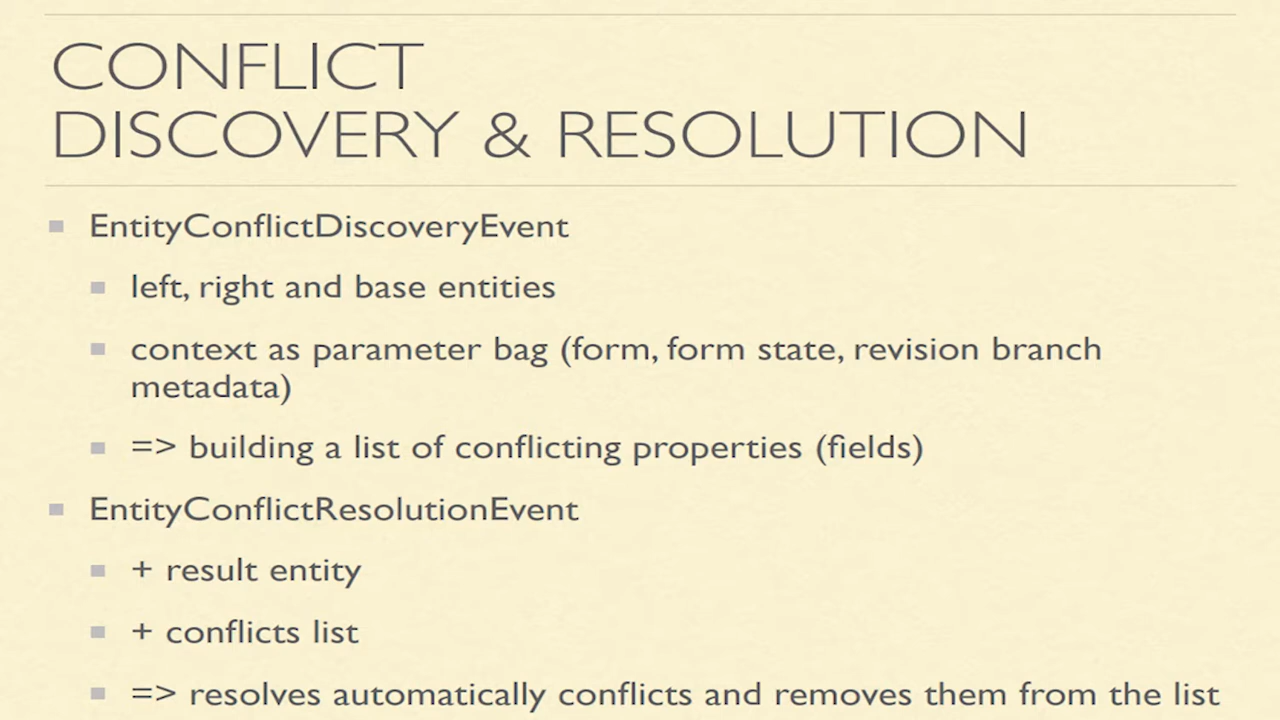 CONFLICT
DISCOVERY & RESOLUTION
EntityConflictDiscoveryEvent
left, right and base entities
context as parameter bag (form, form state, revision branch
metadata)
=> building a list of conflicting properties (fields)
EntityConflictResolutionEvent
+ result entity
+ conflicts list
=> resolves automatically conflicts and removes them from the list